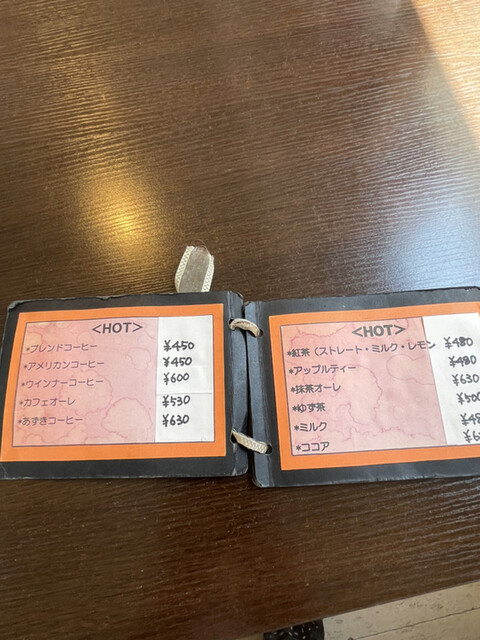 <HOT>
*ブレンドコーヒー ¥450
*アメリカンコーヒー ¥450
*ウインナーコーヒー ¥600
*カフェオーレ ¥530
*あずきコーヒー ¥630
<HOT>
*紅茶(ストレート・ミルク・レモン ¥480
*アップルティー ¥480
*抹茶オーレ ¥630
*ゆず茶 ¥500
*ミルク
*ココア